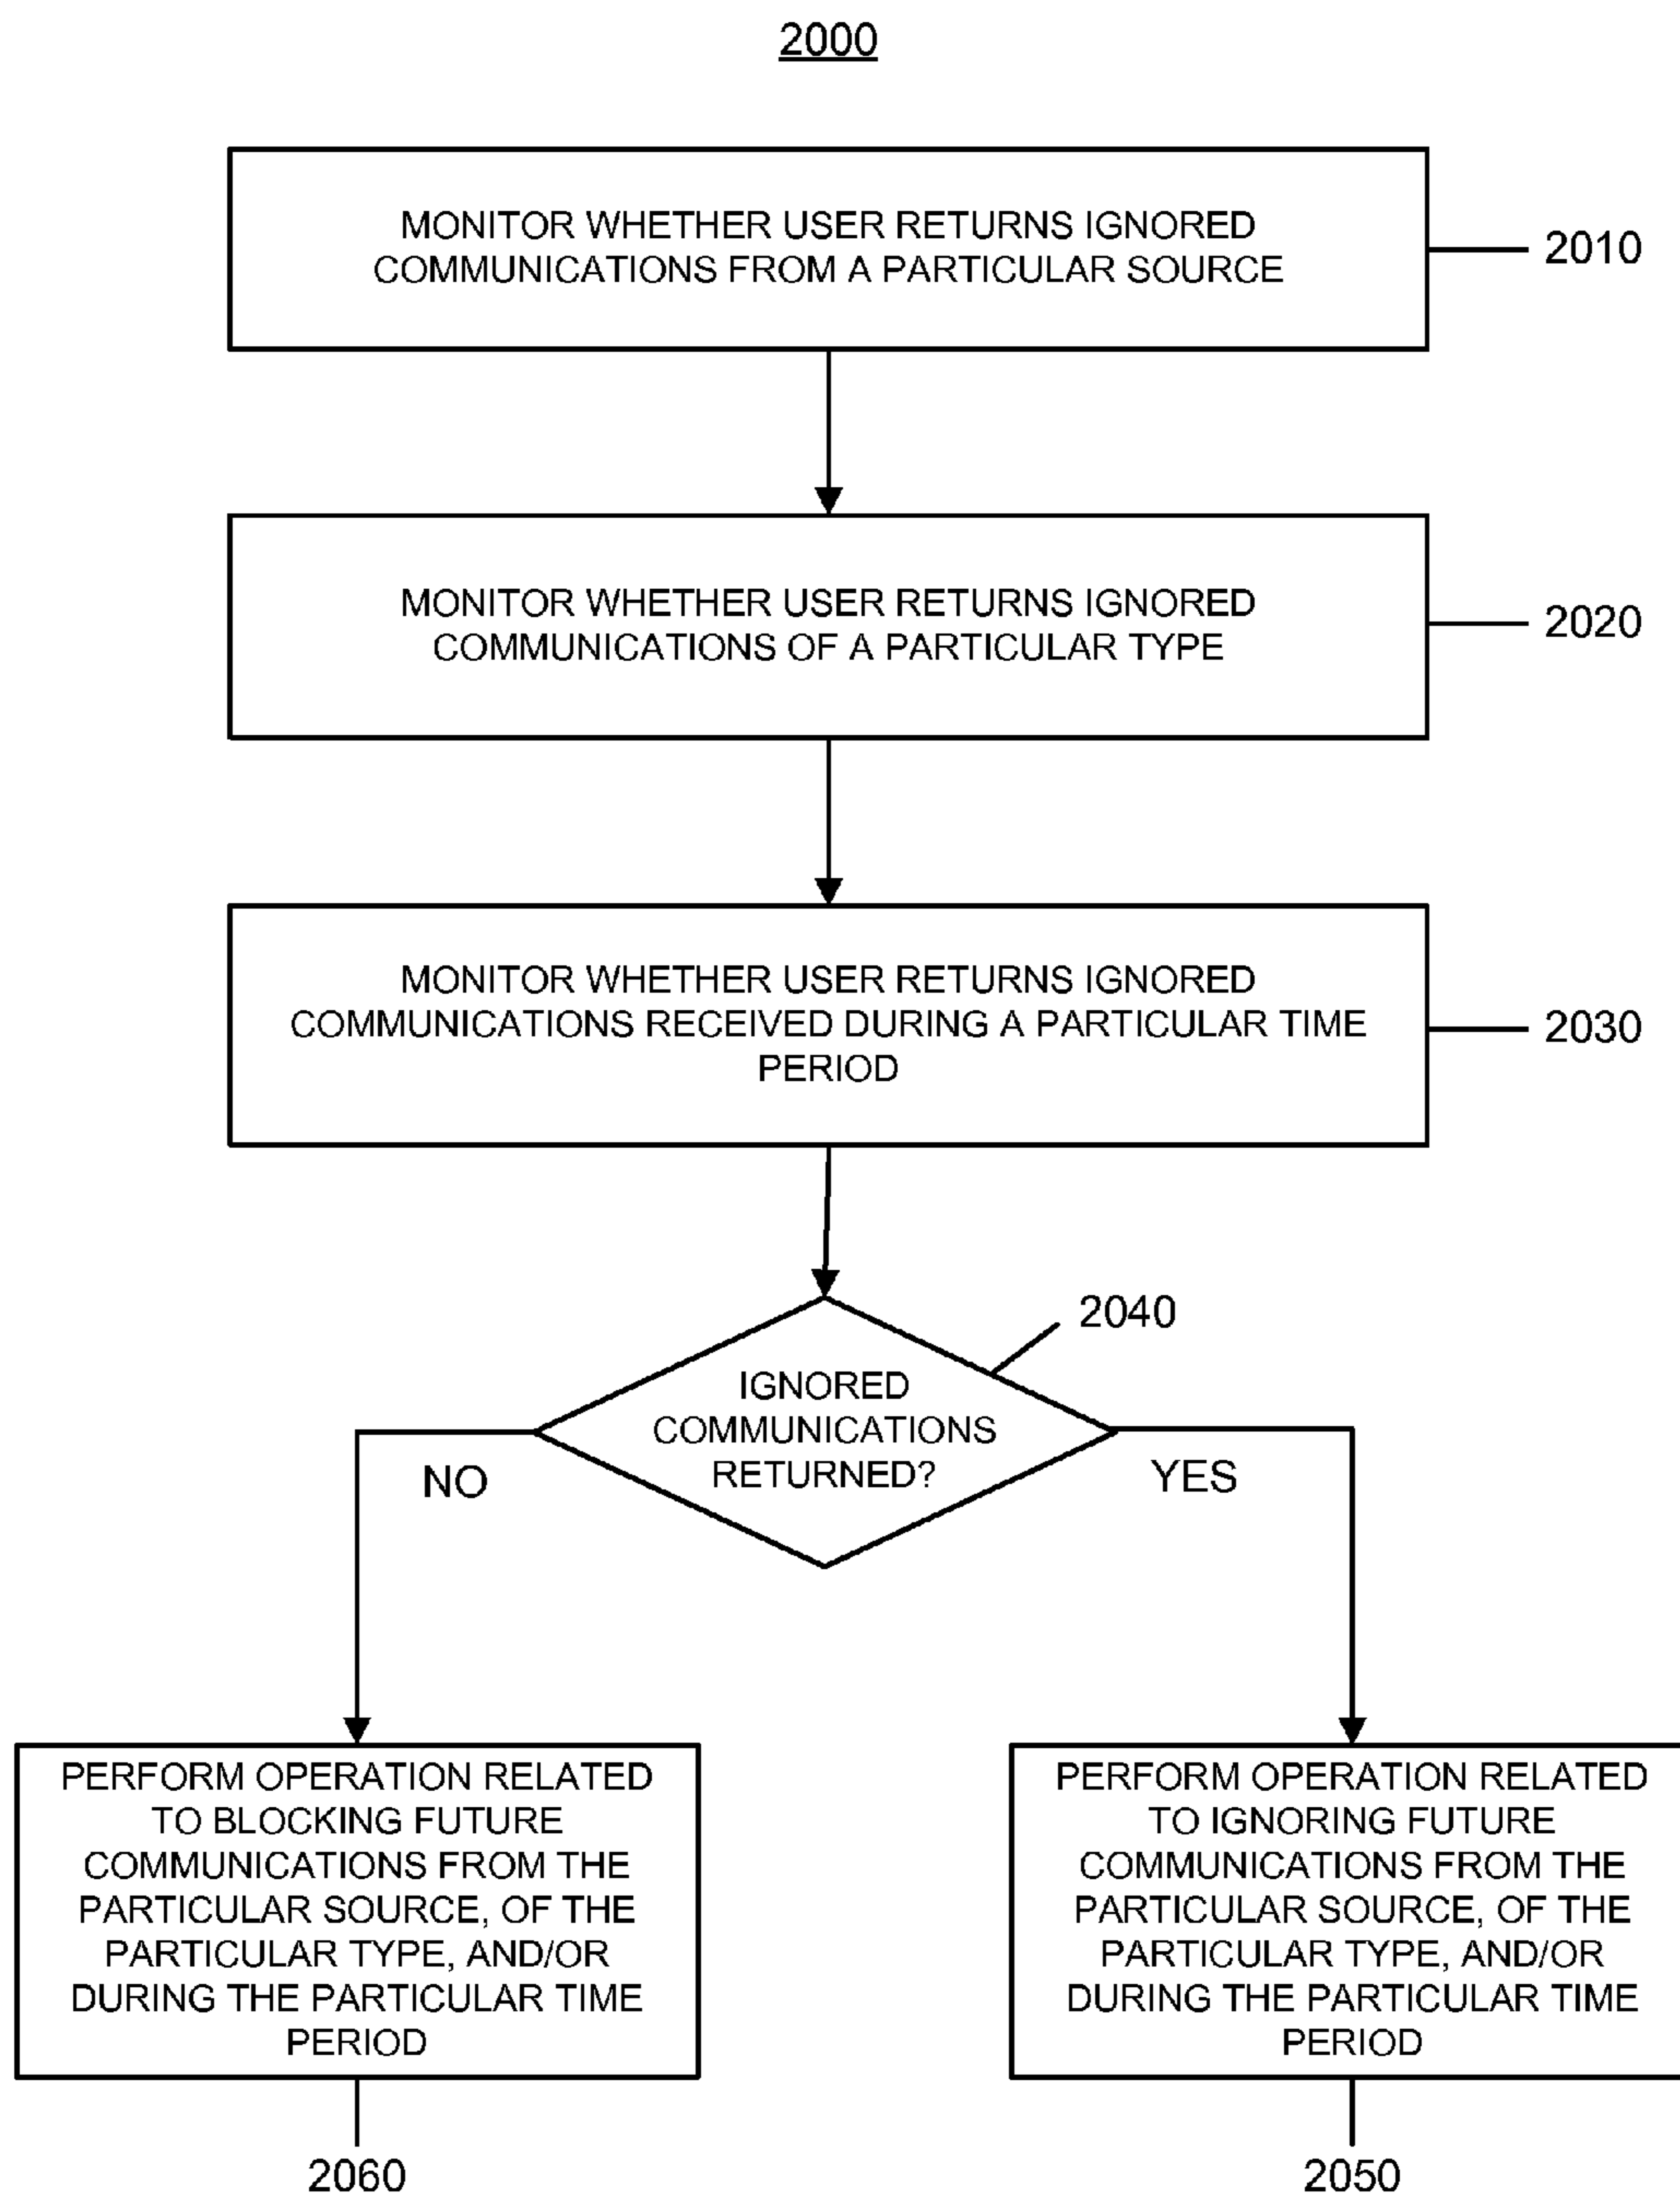 2000
MONITOR WHETHER USER RETURNS IGNORED
COMMUNICATIONS FROM A PARTICULAR SOURCE
2010
MONITOR WHETHER USER RETURNS IGNORED
COMMUNICATIONS OF A PARTICULAR TYPE
2020
MONITOR WHETHER USER RETURNS IGNORED
COMMUNICATIONS RECEIVED DURING A PARTICULAR TIME
PERIOD
2030
2040
IGNORED
COMMUNICATIONS
RETURNED?
NO
YES
PERFORM OPERATION RELATED
TO BLOCKING FUTURE
COMMUNICATIONS FROM THE
PARTICULAR SOURCE, OF THE
PARTICULAR TYPE, AND/OR
DURING THE PARTICULAR TIME
PERIOD
2060
PERFORM OPERATION RELATED
TO IGNORING FUTURE
COMMUNICATIONS FROM THE
PARTICULAR SOURCE, OF THE
PARTICULAR TYPE, AND/OR
DURING THE PARTICULAR TIME
PERIOD
2050